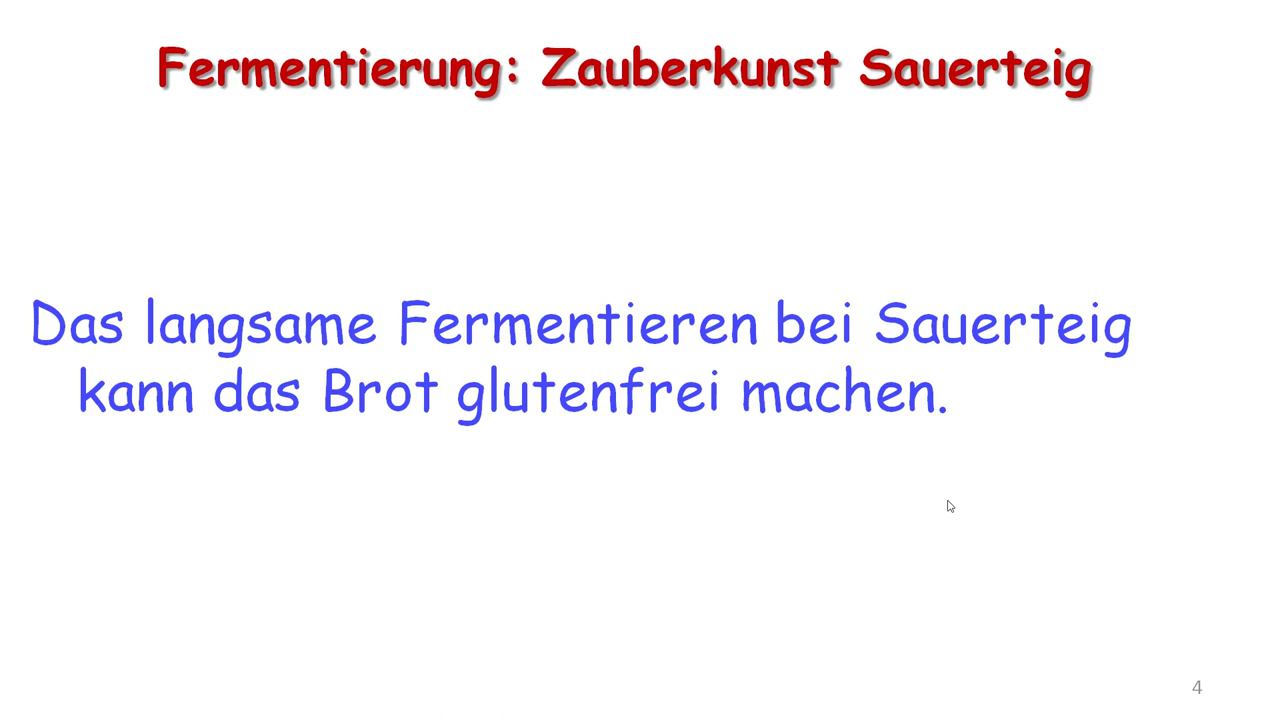 Fermentierung: Zauberkunst Sauerteig
Das langsame Fermentieren bei Sauerteig
kann das Brot glutenfrei machen.
4